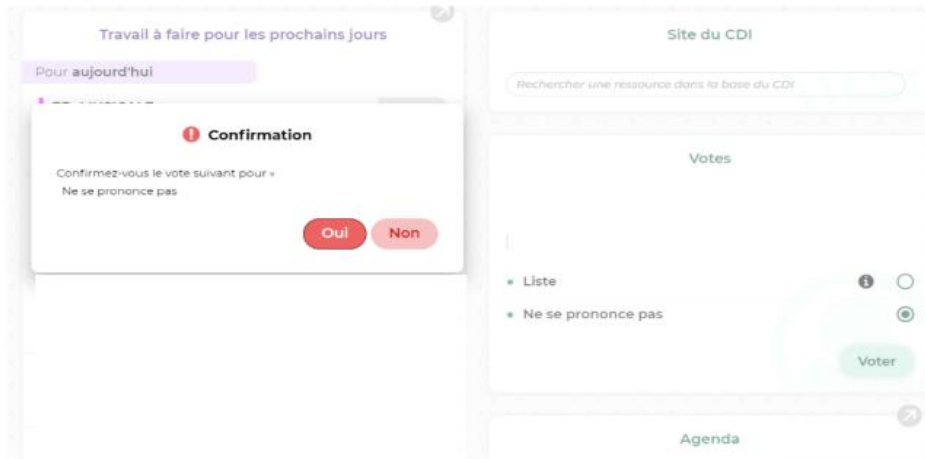 Travail à faire pour les prochains jours
Pour aujourd'hui
Confirmation
Confirmez-vous le vote suivant pour «
Ne se prononce pas
Oui
Non
Site du CDI
Rechercher une ressource dans la base du CDI
Votes
Liste
Ne se prononce pas
Voter
Agenda